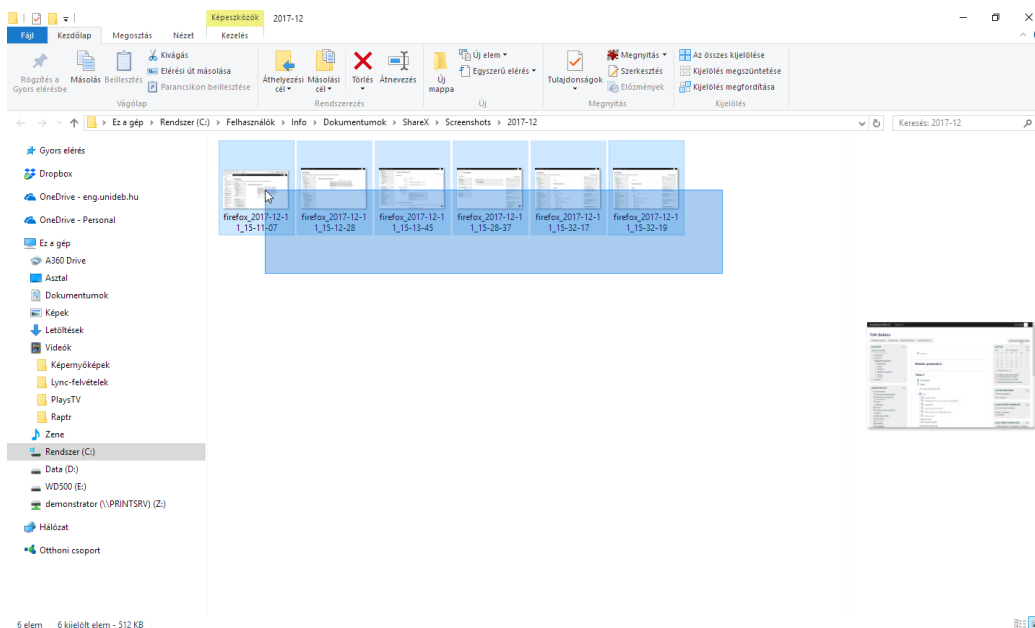 Képeszközök 2017-12
Fájl Kezdőlap Megosztás Nézet Kezelés
Rögzítés a Gyors elérésbe
Másolás
Beillesztés
Kivágás
Elérési út másolása
Parancsikon beillesztése
Vágólap
Áthelyezési cél
Másolási cél
Törlés
Átnevezés
Rendszerezés
Új mappa
Új elem
Egyszerű elérés
Új
Tulajdonságok
Megnyitás
Szerkesztés
Előzmények
Megnyitás
Az összes kijelölése
Kijelölés megszüntetése
Kijelölés megfordítása
Kijelölés
Ez a gép > Rendszer (C:) > Felhasználók > Info > Dokumentumok > ShareX > Screenshots > 2017-12
Keresés: 2017-12
Gyors elérés
Dropbox
OneDrive - eng.unideb.hu
OneDrive - Personal
Ez a gép
A360 Drive
Asztal
Dokumentumok
Képek
Letöltések
Videók
Képernyőképek
Lync-felvételek
PlaysTV
Raptr
Zene
Rendszer (C:)
Data (D:)
WD500 (E:)
demonstrator (\\PRINTSRV) (Z:)
Hálózat
Otthoni csoport
firefox_2017-12-1
1_15-11-07
firefox_2017-12-1
1_15-12-28
firefox_2017-12-1
1_15-13-45
firefox_2017-12-1
1_15-28-37
firefox_2017-12-1
1_15-32-17
firefox_2017-12-1
1_15-32-19
6 elem 6 kijelölt elem - 512 KB